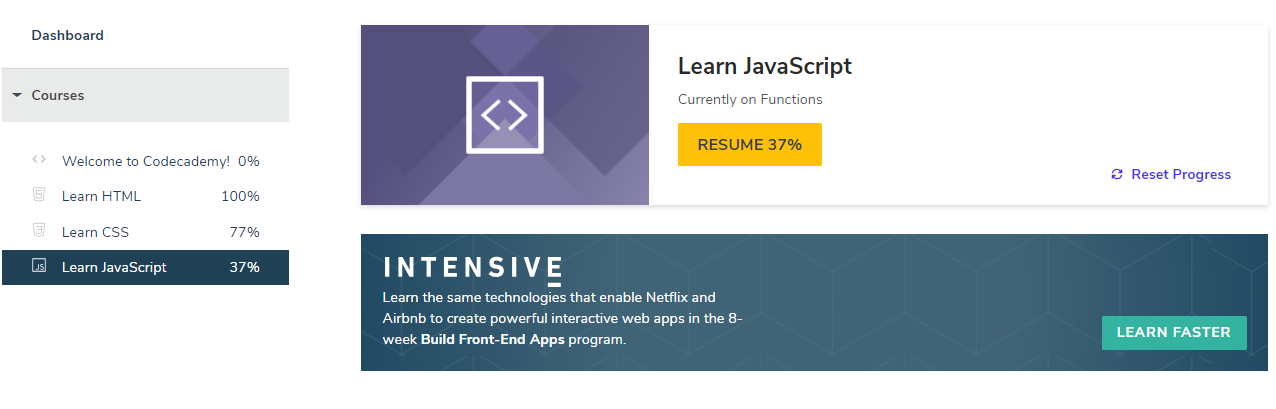 Dashboard
Courses
Welcome to Codecademy! 0%
Learn HTML 100%
Learn CSS 77%
JS Learn JavaScript 37%
Learn JavaScript
Currently on Functions
RESUME 37%
Reset Progress
INTENSIVE
Learn the same technologies that enable Netflix and
Airbnb to create powerful interactive web apps in the 8-
week Build Front-End Apps program.
LEARN FASTER